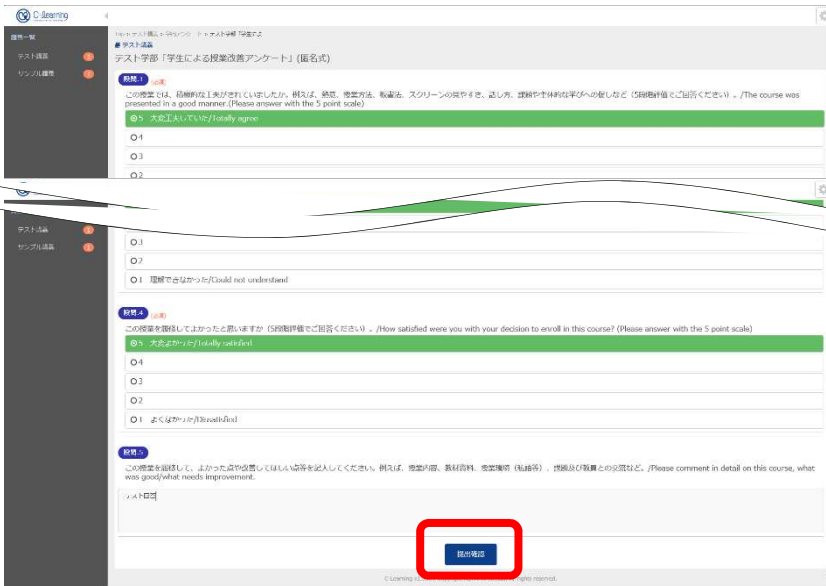 C-Learning
テスト講義
テスト学部「学生による授業改善アンケート」(匿名式)
テスト講義 1
サンプル講義 1
設問.1 (必須)
この授業では、積極的な工夫がされていましたか。例えば、熱意、授業方法、板書法、スクリーンの見やすさ、話し方、課題や主体的な学びへの促しなど（5段階評価でご回答ください）。/The course was
presented in a good manner.(Please answer with the 5 point scale)
5 大変工夫していた/Totally agree
4
3
2
テスト講義 1
サンプル講義 1
3
2
1 理解できなかった/Could not understand
設問.4 (必須)
この授業を履修してよかったと思いますか（5段階評価でご回答ください）。/How satisfied were you with your decision to enroll in this course? (Please answer with the 5 point scale)
5 大変よかった/Totally satisfied
4
3
2
1 よくなかった/Dissatisfied
設問.5
この授業を履修して、よかった点や改善してほしい点等を記入してください。例えば、授業内容、教材資料、授業環境（私語等）、課題及び教員との交流など。/Please comment in detail on this course, what
was good/what needs improvement.
テスト回答
提出確認